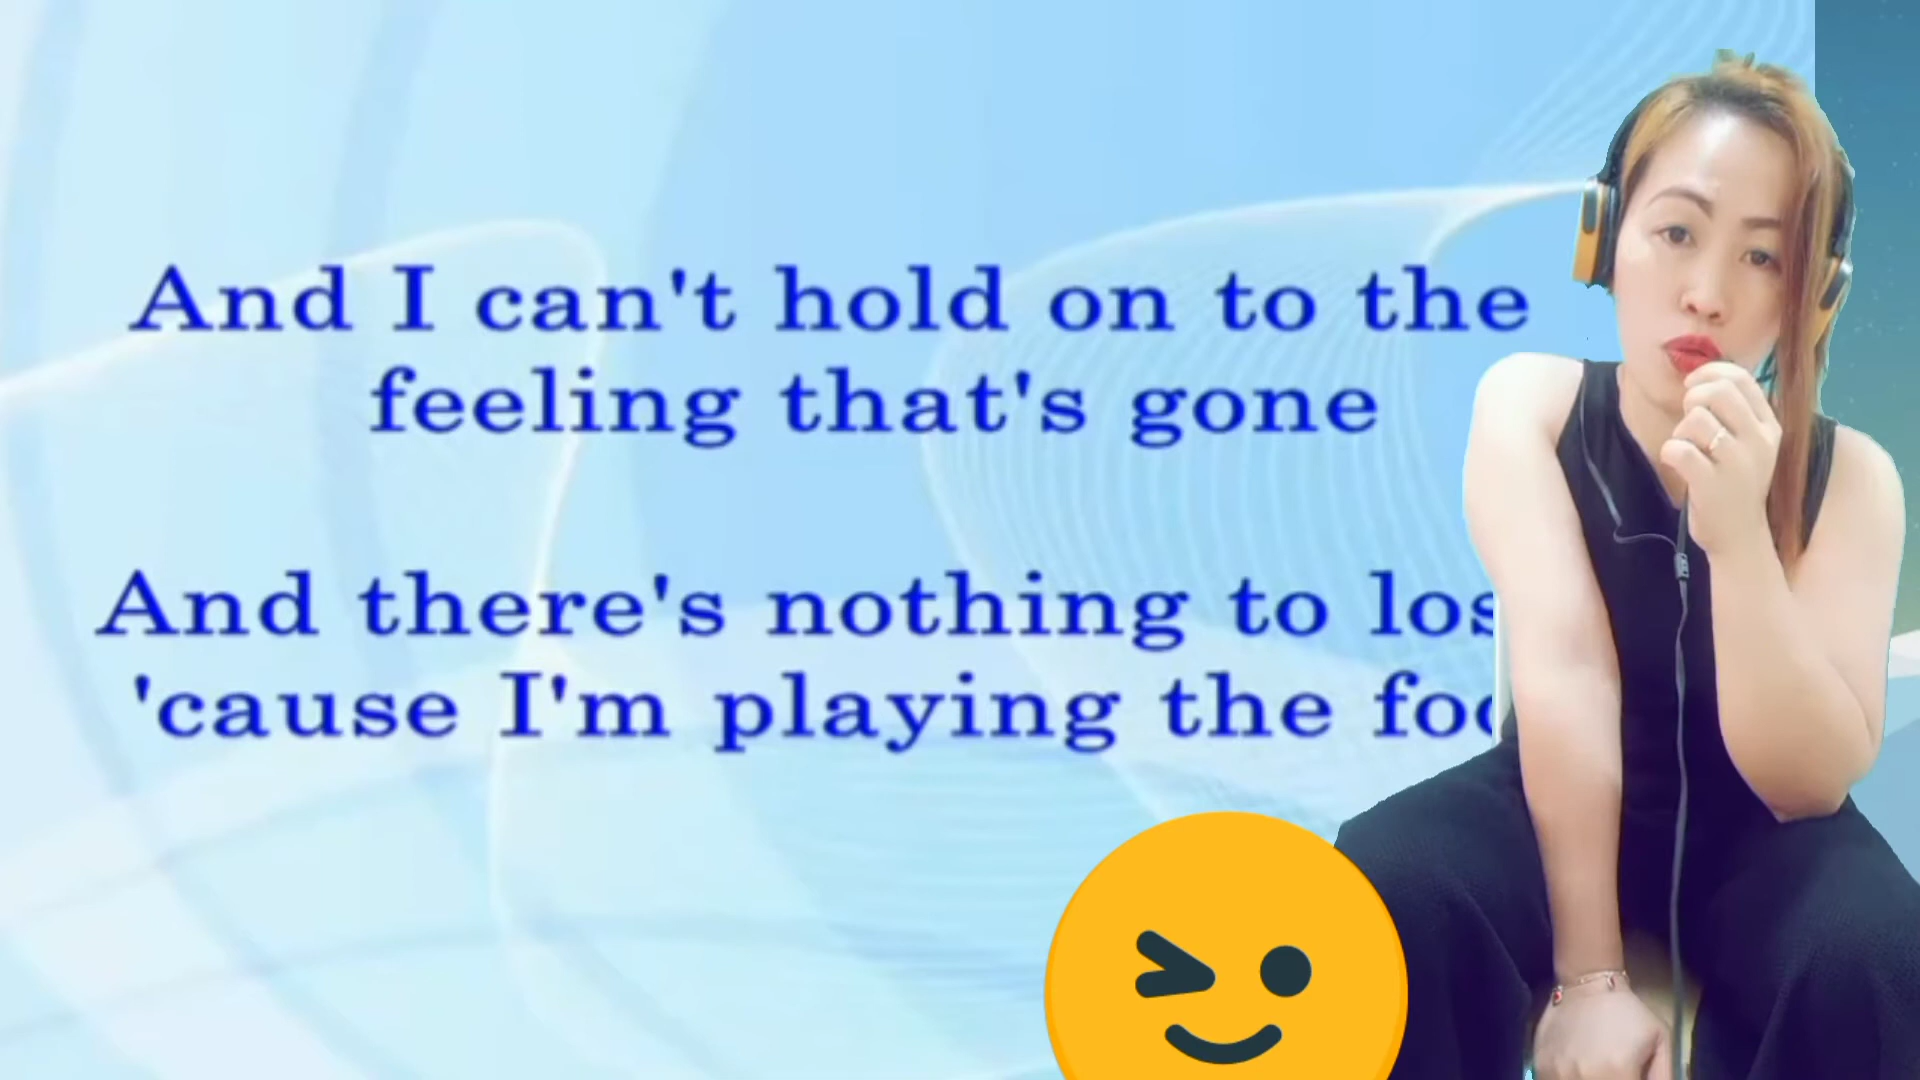 And I can't hold on to the
feeling that's gone
And there's nothing to los
'cause I'm playing the foo